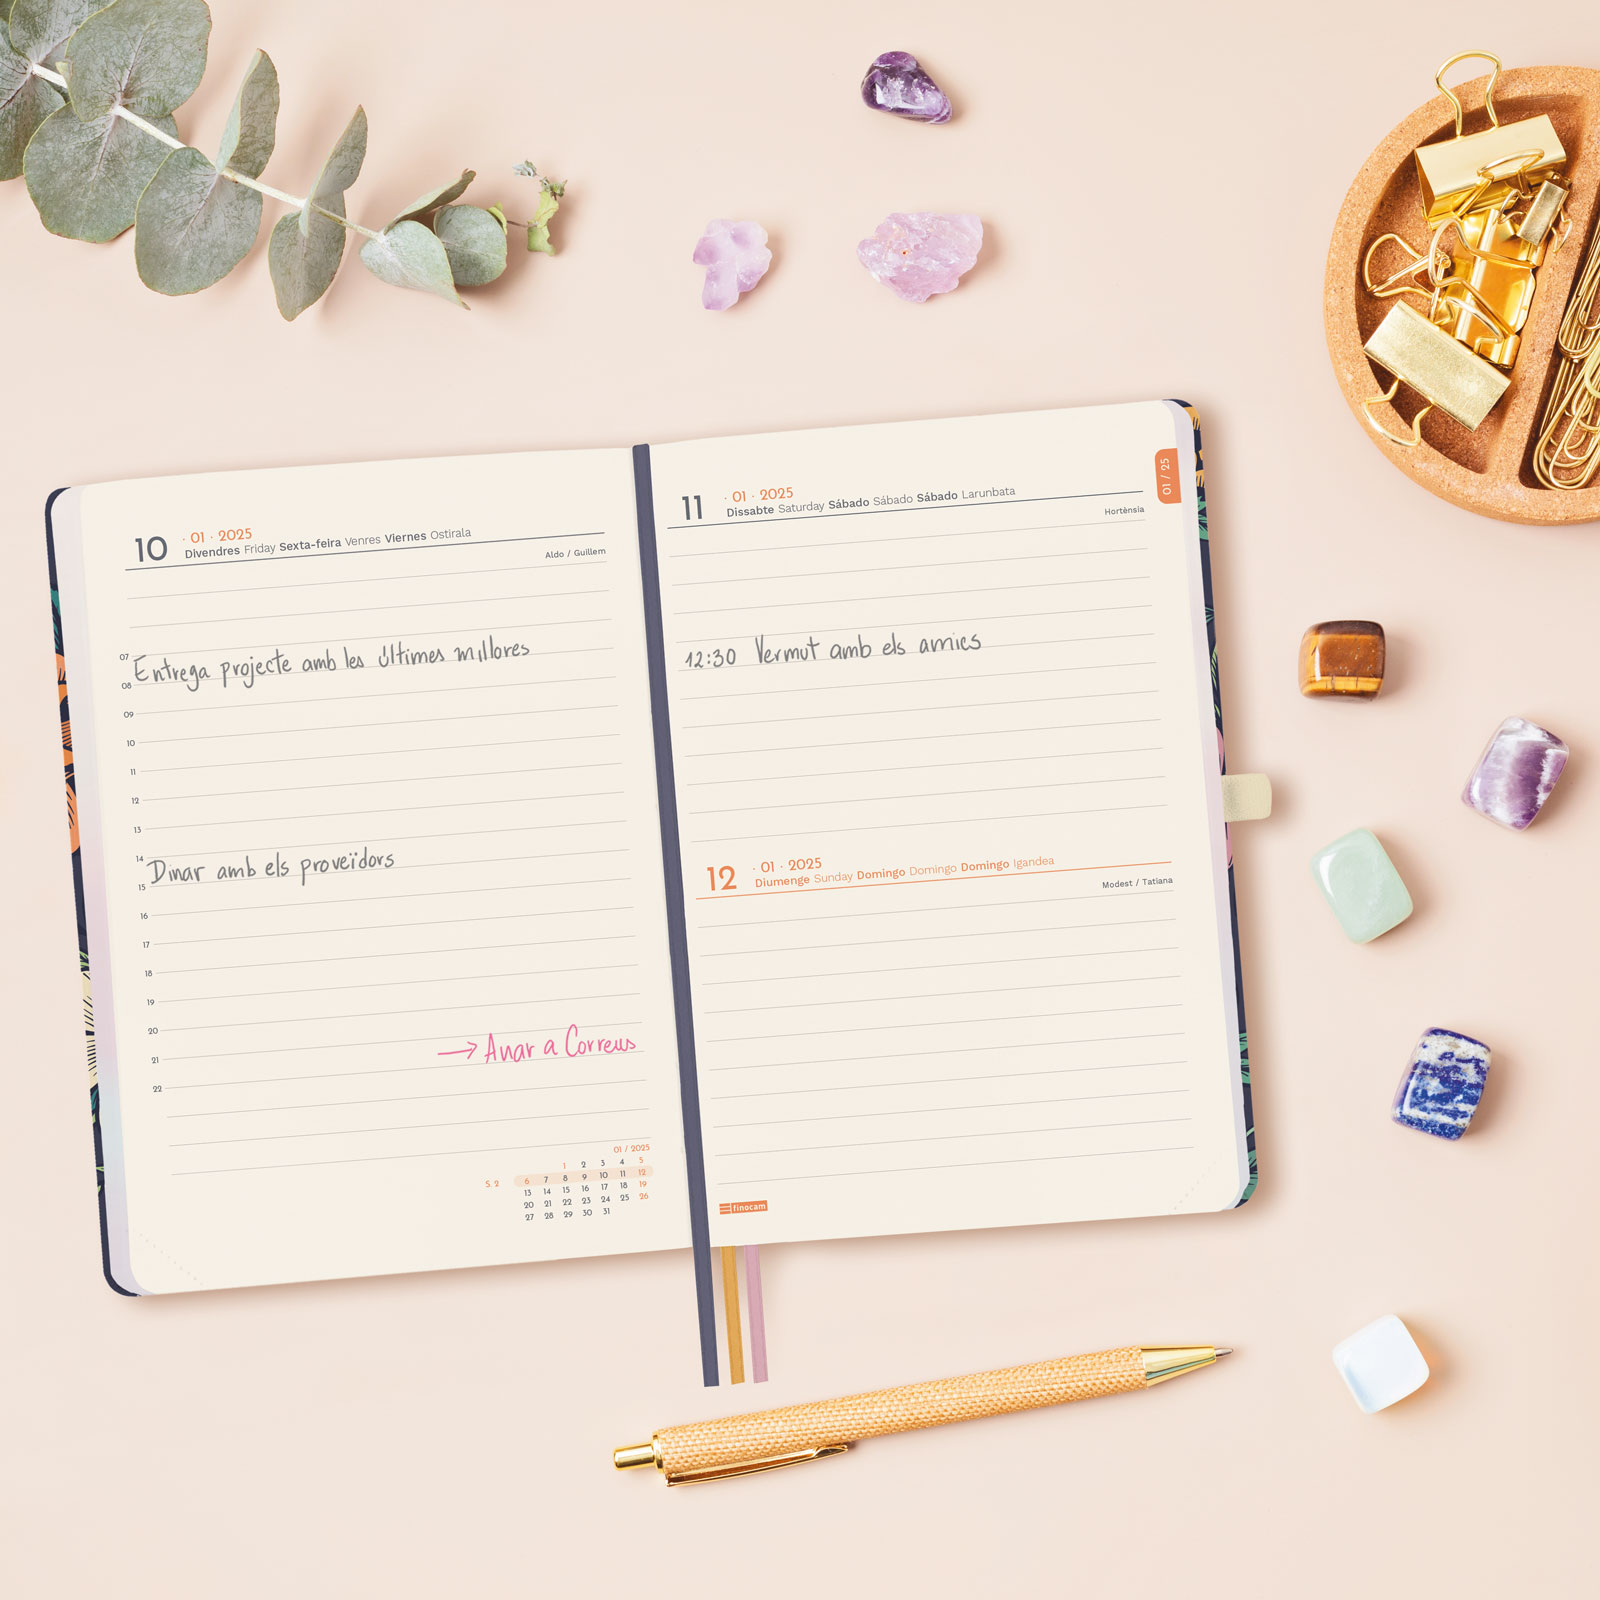 10
· 01 · 2025
Divendres Friday Sexta-feira Venres Viernes Ostirala
Aldo / Guillem
07
Entrega projecte amb les últimes millores
08
09
10
11
12
13
14
Dinar amb els proveïdors
15
16
17
18
19
20
→ Anar a Correus
21
22
01 / 2025
1 2 3 4 5
S. 2 6 7 8 9 10 11 12
13 14 15 16 17 18 19
20 21 22 23 24 25 26
27 28 29 30 31
01 / 25
11
· 01 · 2025
Dissabte Saturday Sábado Sábado Sábado Larunbata
Hortènsia
12:30 Vermut amb els amics
12
· 01 · 2025
Diumenge Sunday Domingo Domingo Domingo Igandea
Modest / Tatiana
finocam